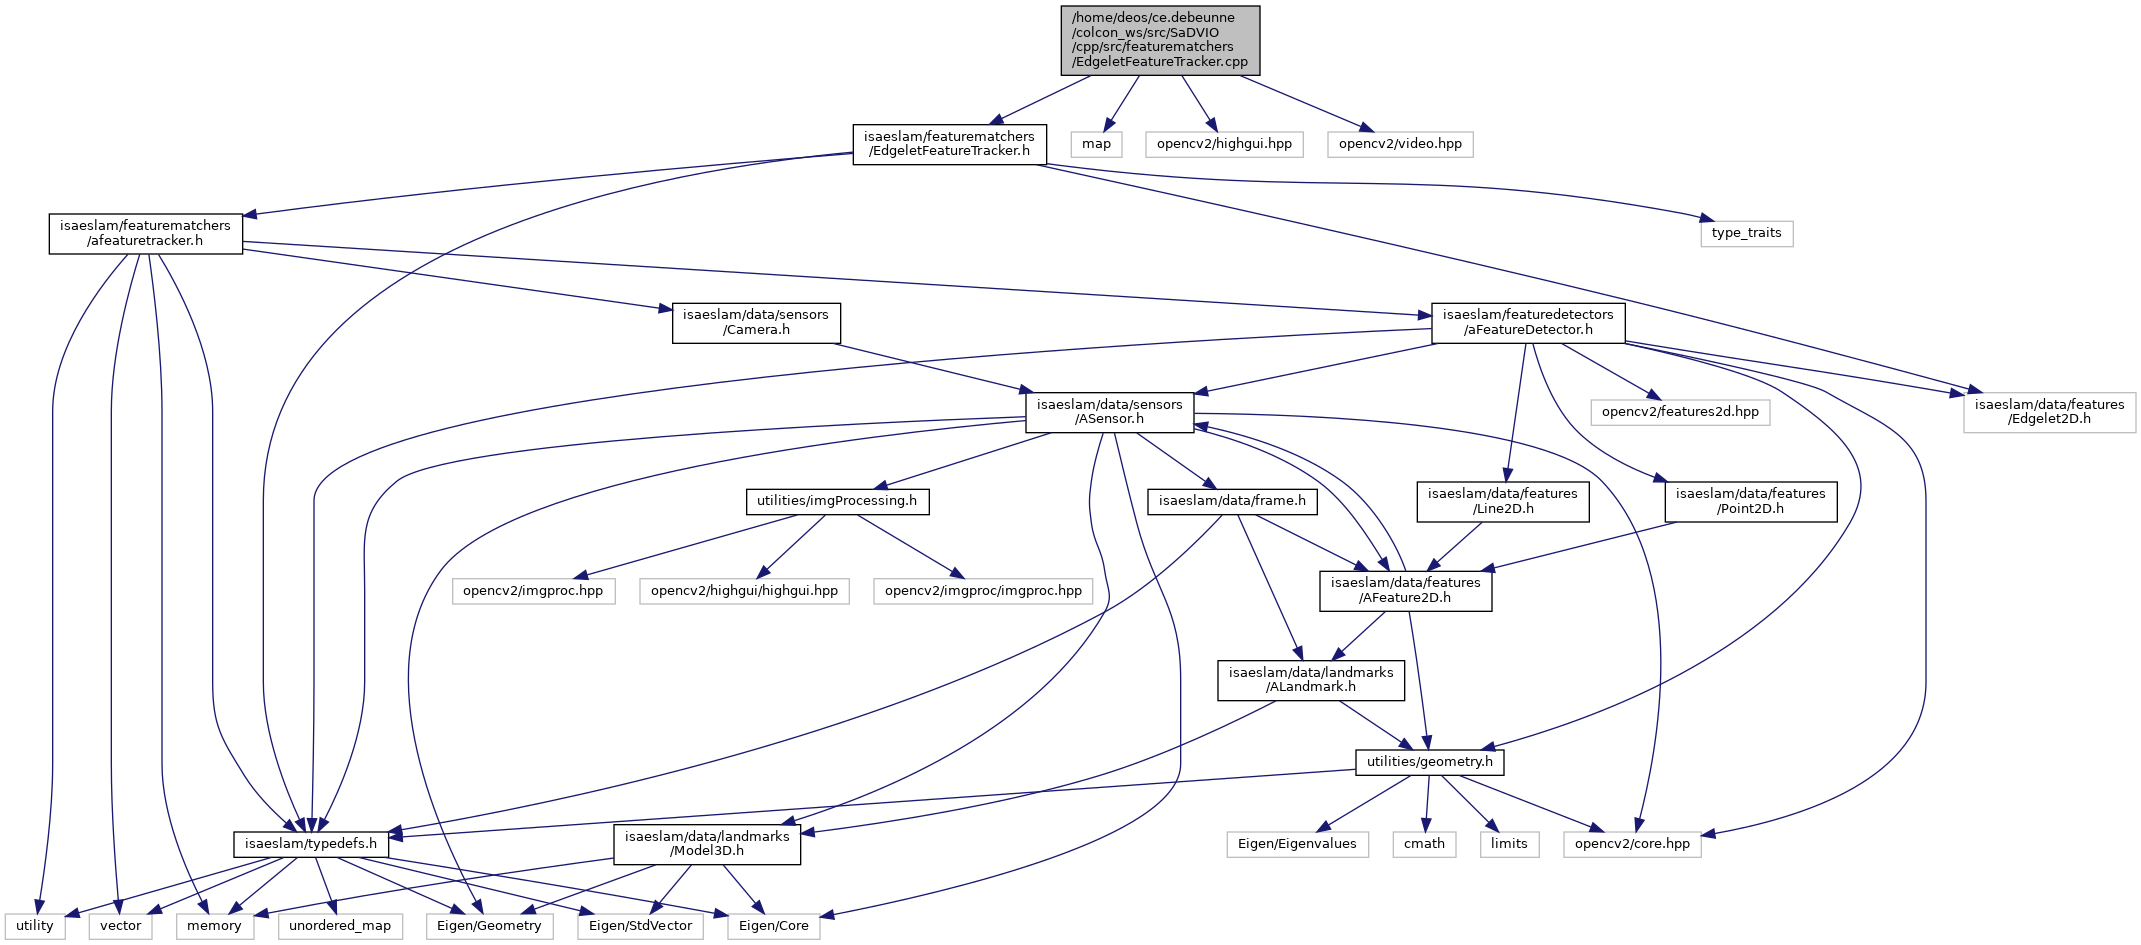 /home/deos/ce.debeunne
/colcon_ws/src/SaDVIO
/cpp/src/featurematchers
/EdgeletFeatureTracker.cpp
isaeslam/featurematchers
/EdgeletFeatureTracker.h
map
opencv2/highgui.hpp
opencv2/video.hpp
isaeslam/featurematchers
/afeaturetracker.h
type_traits
isaeslam/data/sensors
/Camera.h
isaeslam/featuredetectors
/aFeatureDetector.h
isaeslam/data/sensors
/ASensor.h
opencv2/features2d.hpp
isaeslam/data/features
/Edgelet2D.h
utilities/imgProcessing.h
isaeslam/data/frame.h
isaeslam/data/features
/Line2D.h
isaeslam/data/features
/Point2D.h
opencv2/imgproc.hpp
opencv2/highgui/highgui.hpp
opencv2/imgproc/imgproc.hpp
isaeslam/data/features
/AFeature2D.h
isaeslam/data/landmarks
/ALandmark.h
utilities/geometry.h
isaeslam/typedefs.h
isaeslam/data/landmarks
/Model3D.h
Eigen/Eigenvalues
cmath
limits
opencv2/core.hpp
utility
vector
memory
unordered_map
Eigen/Geometry
Eigen/StdVector
Eigen/Core